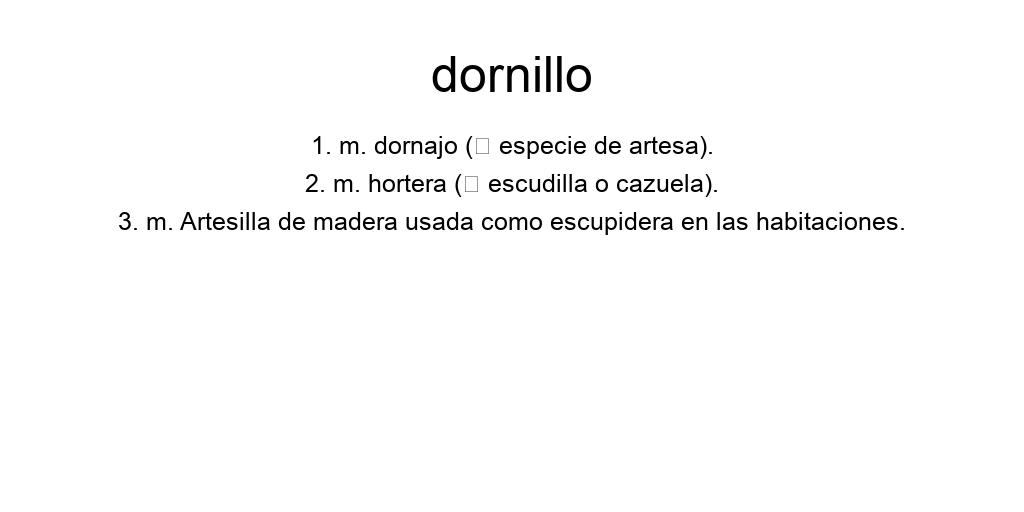 dornillo
1. m. dornajo (□ especie de artesa).
2. m. hortera (□ escudilla o cazuela).
3. m. Artesilla de madera usada como escupidera en las habitaciones.